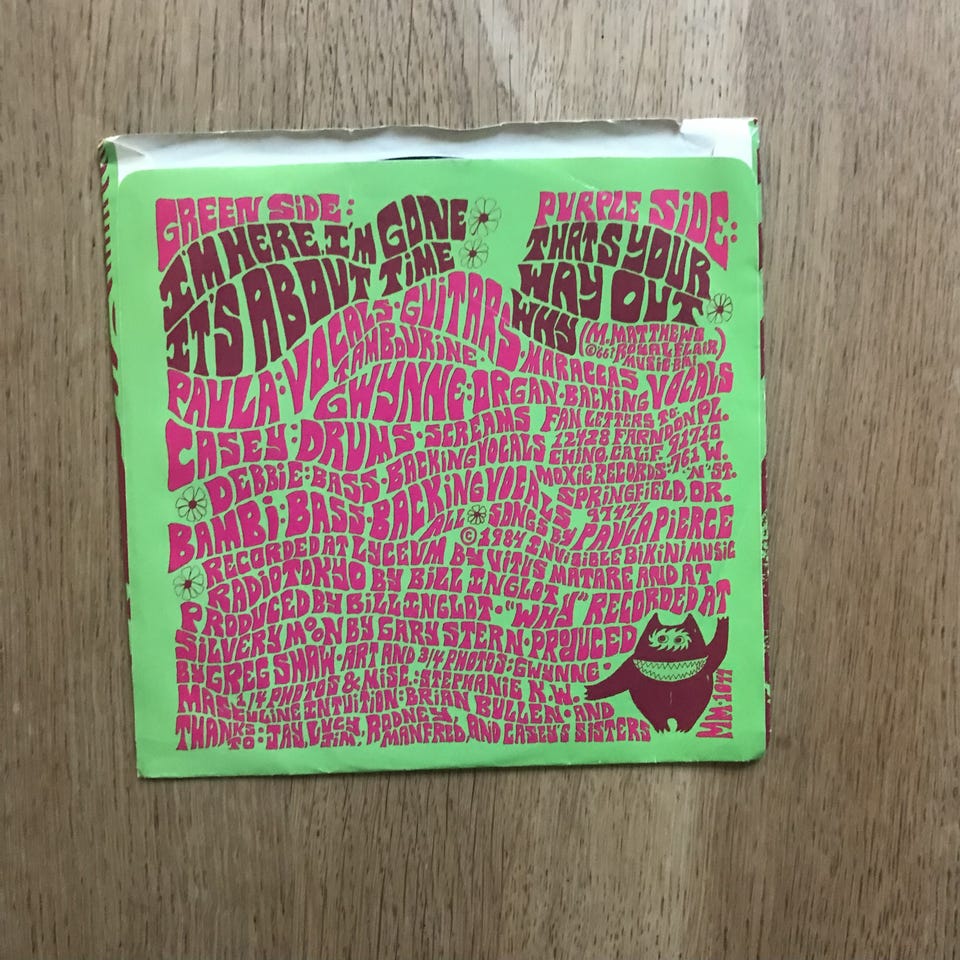 GREEN SiDE:
I'M HERE I'M GONE
IT'S ABOUT TiME
PURPLE SiDE:
THATS YOUR
WAY OUT
WHY (M. MATTHEWS
©'66 ROYAL FLAIR
MUSIC BMI)
PAULA·VOCALS·GUiTARS·MARACCAS
TAMBOURiNE·
GWYNNE·ORGAN·BACKING VOCALS
CASEY·DRUMS·SCREAMS
FAN LETTERS TO:
12428 FARNDON PL.
CHINO, CALIF. 91710
MOXIE RECORDS: 761 W. "N" ST.
SPRINGFIELD, OR.
97477
DEBBiE·BASS·BACKiNG VOCALS
BAMBi·BASS·BACKiNG VOCALS
ALL SONGS BY PAULA PiERCE
© 1984 ENViSiBLE BiKiNi MUSiC
RECORDED AT LYCEUM BY ViTUS MATARE AND AT
RADiO TOKYO BY BiLL INGLOT
PRODUCED BY BiLL INGLOT·"WHY" RECORDED AT
SiLVERY MOON BY GARY STERN·PRODUCED
BY GREG SHAW·ART AND 3/4 PHOTOS: GWYNNE·
1/4 PHOTOS & MiSC.: STEPHANiE N.W.
MASCULiNE INTUiTiON: BRiAN BULLEN·AND
THANKS TO: JAY, LUCY, RODNEY,
JiM, MANFRED, AND CASEY'S SiSTERS
MM·1044